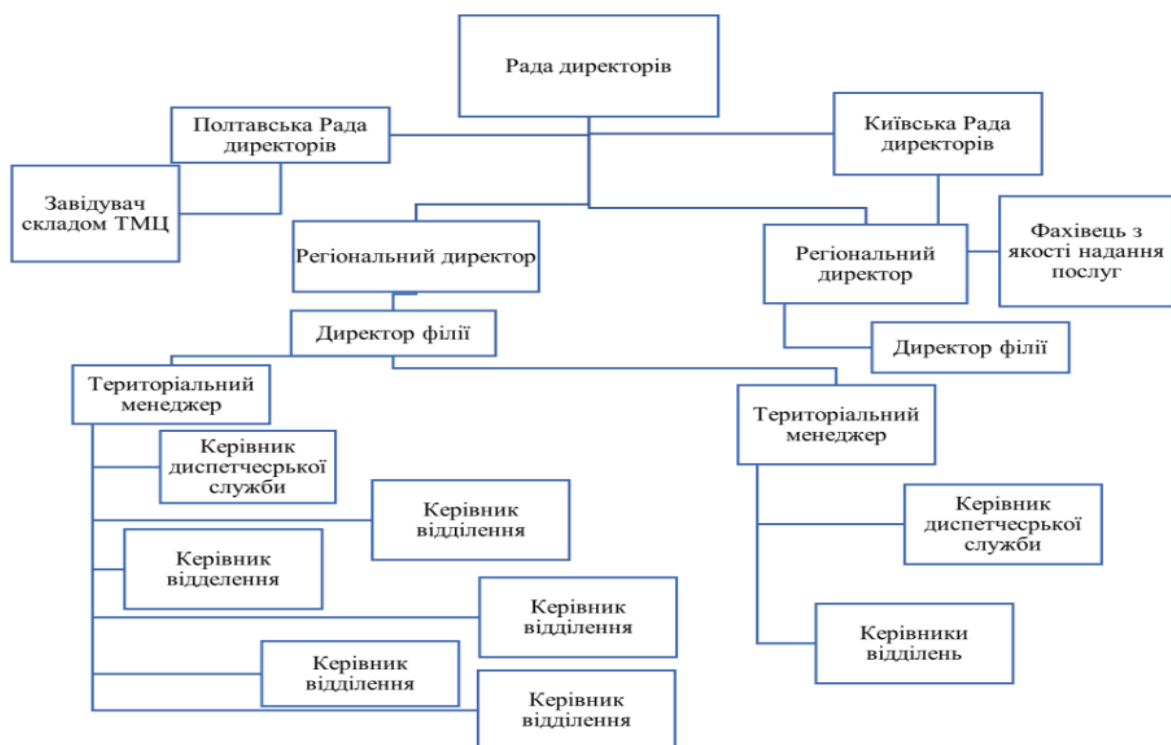 Рада директорів
Полтавська Рада
директорів
Київська Рада
директорів
Завідувач
складом ТМЦ
Регіональний директор
Регіональний
директор
Фахівець з
якості надання
послуг
Директор філії
Директор філії
Територіальний
менеджер
Територіальний
менеджер
Керівник
диспетчесрької
служби
Керівник
відділення
Керівник
відделення
Керівник
відділення
Керівник
відділення
Керівник
відділення
Керівник
диспетчесрької
служби
Керівники
відділень